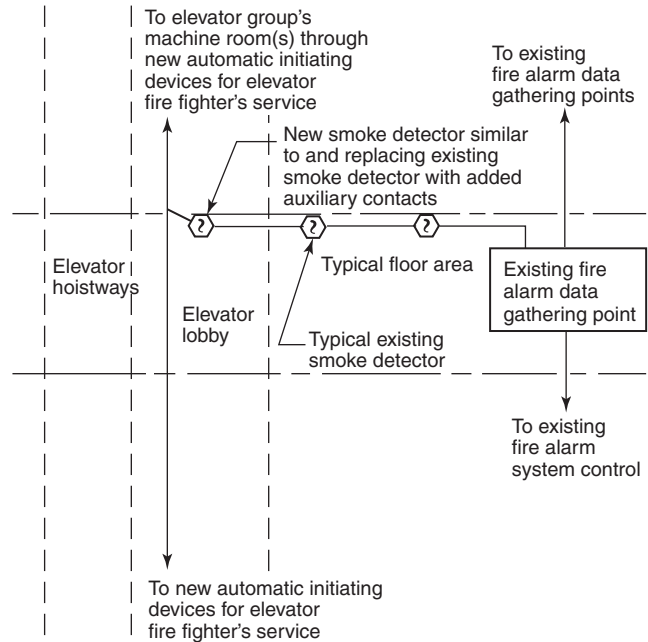 To elevator group's
machine room(s) through
new automatic initiating
devices for elevator
fire fighter's service
To existing
fire alarm data
gathering points
New smoke detector similar
to and replacing existing
smoke detector with added
auxiliary contacts
Elevator
hoistways
Typical floor area
Existing fire
alarm data
gathering point
Elevator
lobby
Typical existing
smoke detector
To existing
fire alarm
system control
To new automatic initiating
devices for elevator
fire fighter's service